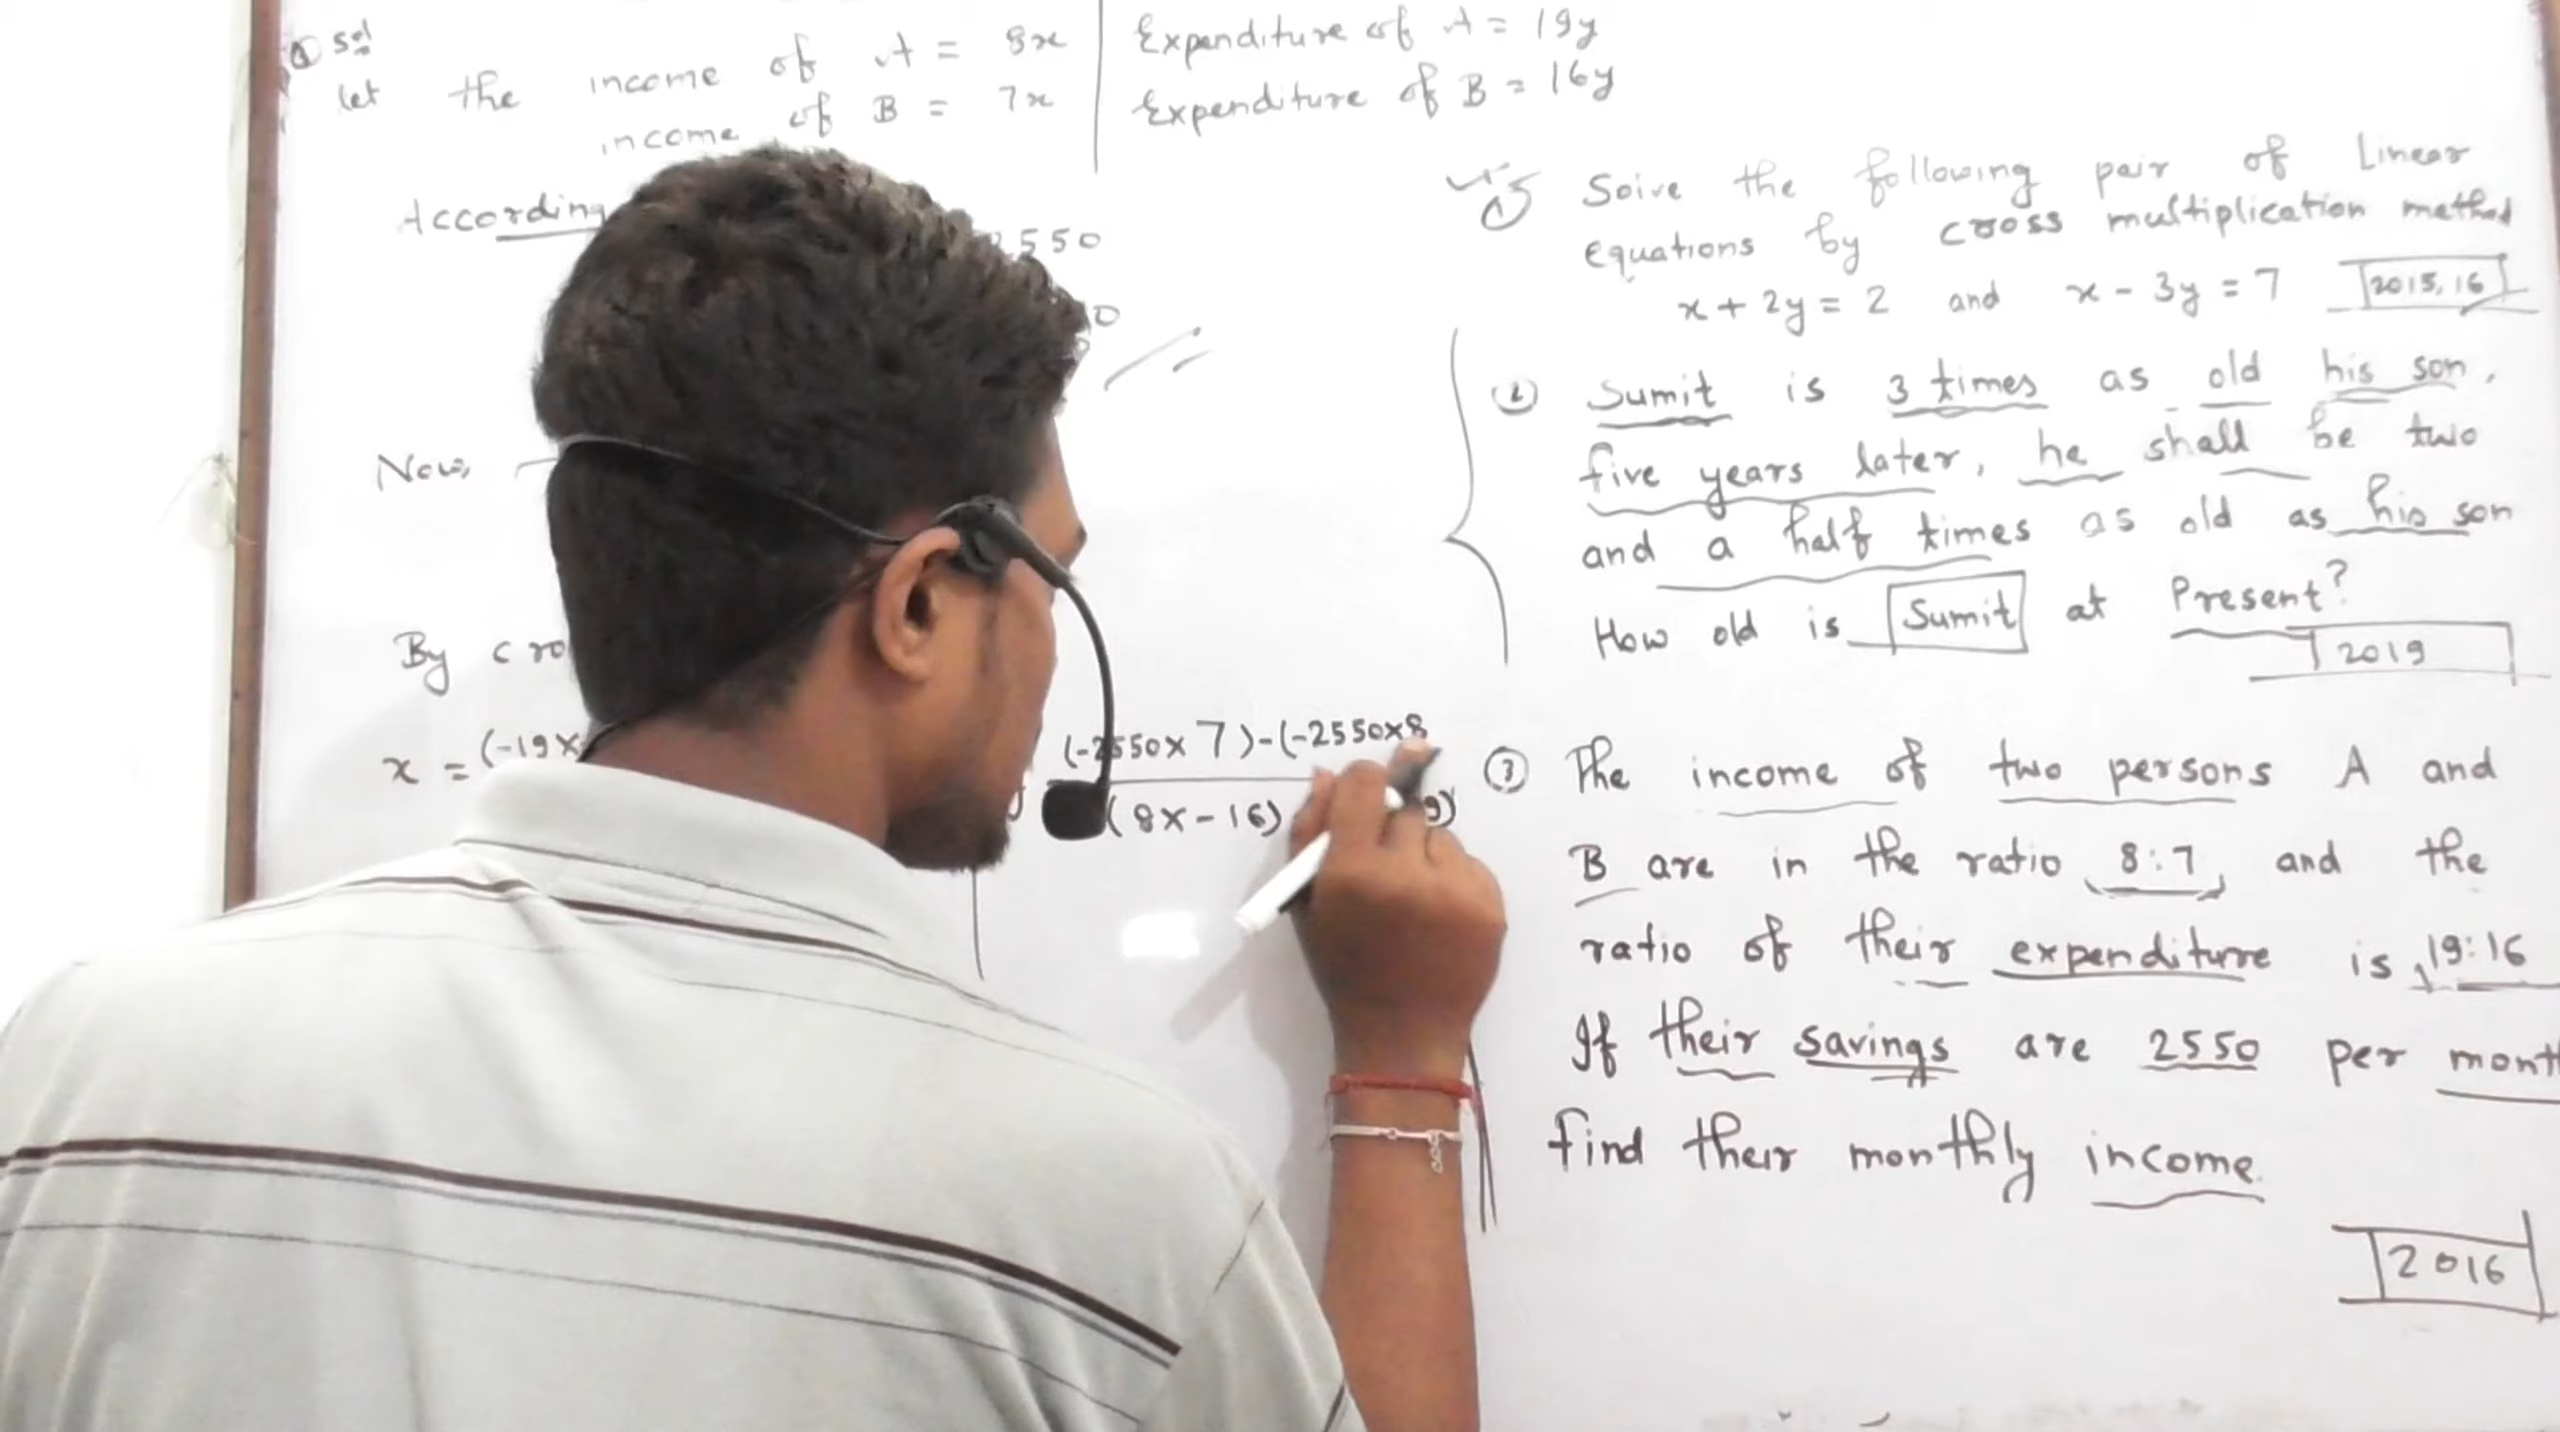 Sol
let the income of A = 8x
income of B = 7x
Expenditure of A = 19y
Expenditure of B = 16y
According
2550
0
Now,
By cro
x = (-19x
(-2550x7)-(-2550x8
(8x-16) 9)
① Solve the following pair of Linear
equations by cross multiplication method
x + 2y = 2 and x - 3y = 7 2015, 16
② Sumit is 3 times as old his son,
five years later, he shall be two
and a half times as old as his son
How old is Sumit at Present?
2019
③ The income of two persons A and
B are in the ratio 8:7, and the
ratio of their expenditure is 19:16
If their savings are 2550 per mont
find their monthly income.
2016